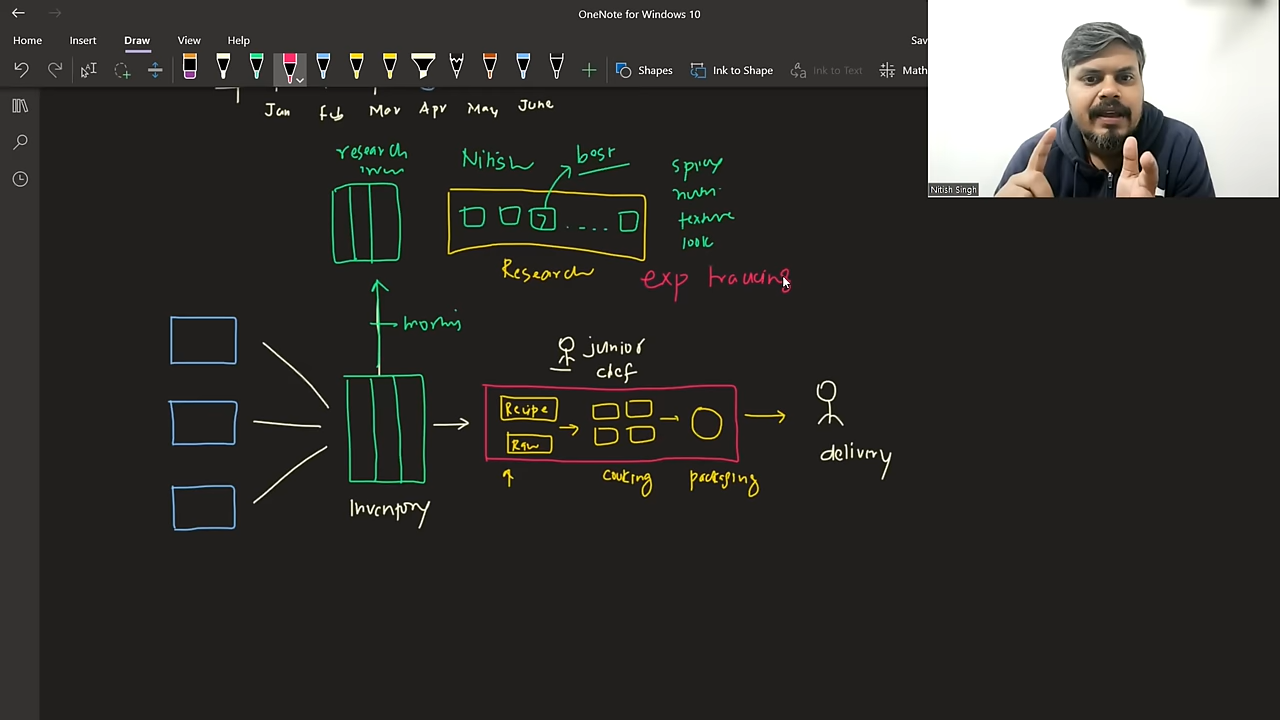 OneNote for Windows 10
Home Insert Draw View Help
Shapes
Ink to Shape
Ink to Text
Math
Jan Feb Mar Apr May June
research
Nitish
best
texture
look
Research
exp tracking
Nitish Singh
junior
chef
Recipe
Raw
cooking
packaging
delivery
Inventory